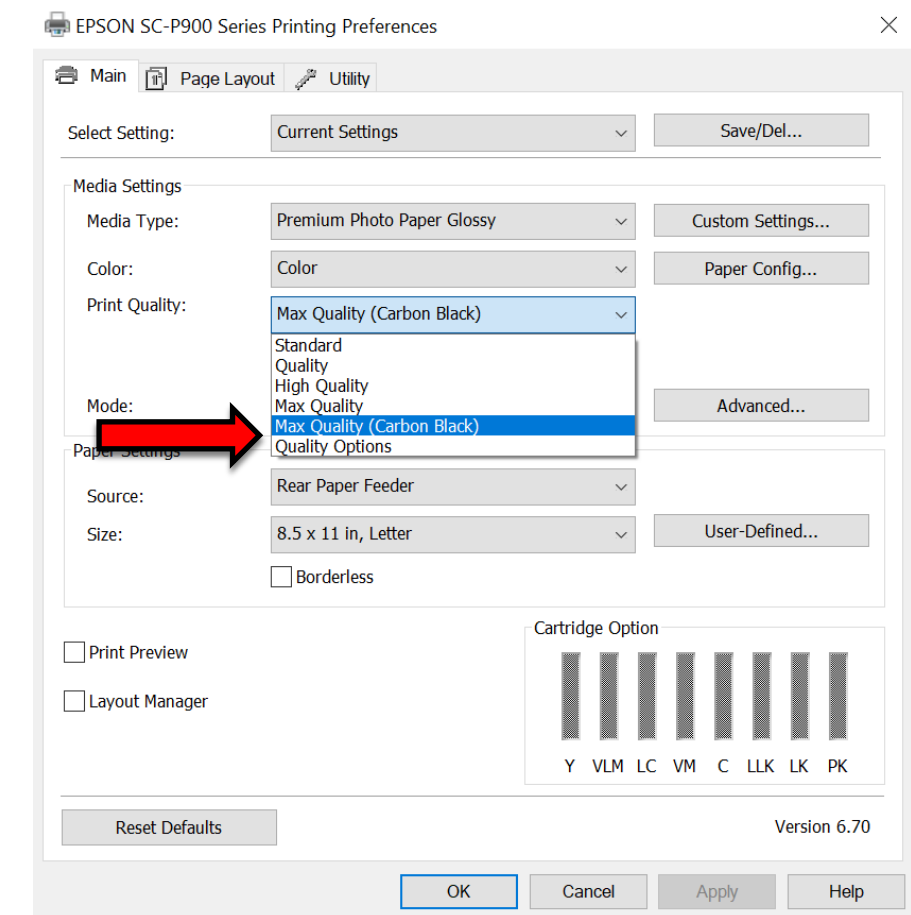 EPSON SC-P900 Series Printing Preferences
Main Page Layout Utility
Select Setting: Current Settings Save/Del...
Media Settings
Media Type: Premium Photo Paper Glossy Custom Settings...
Color: Color Paper Config...
Print Quality: Max Quality (Carbon Black)
Standard
Quality
High Quality
Mode: Max Quality Advanced...
Max Quality (Carbon Black)
Quality Options
Paper Settings
Source: Rear Paper Feeder
Size: 8.5 x 11 in, Letter User-Defined...
Borderless
Cartridge Option
Print Preview
Layout Manager
Y VLM LC VM C LLK LK PK
Reset Defaults Version 6.70
OK Cancel Apply Help